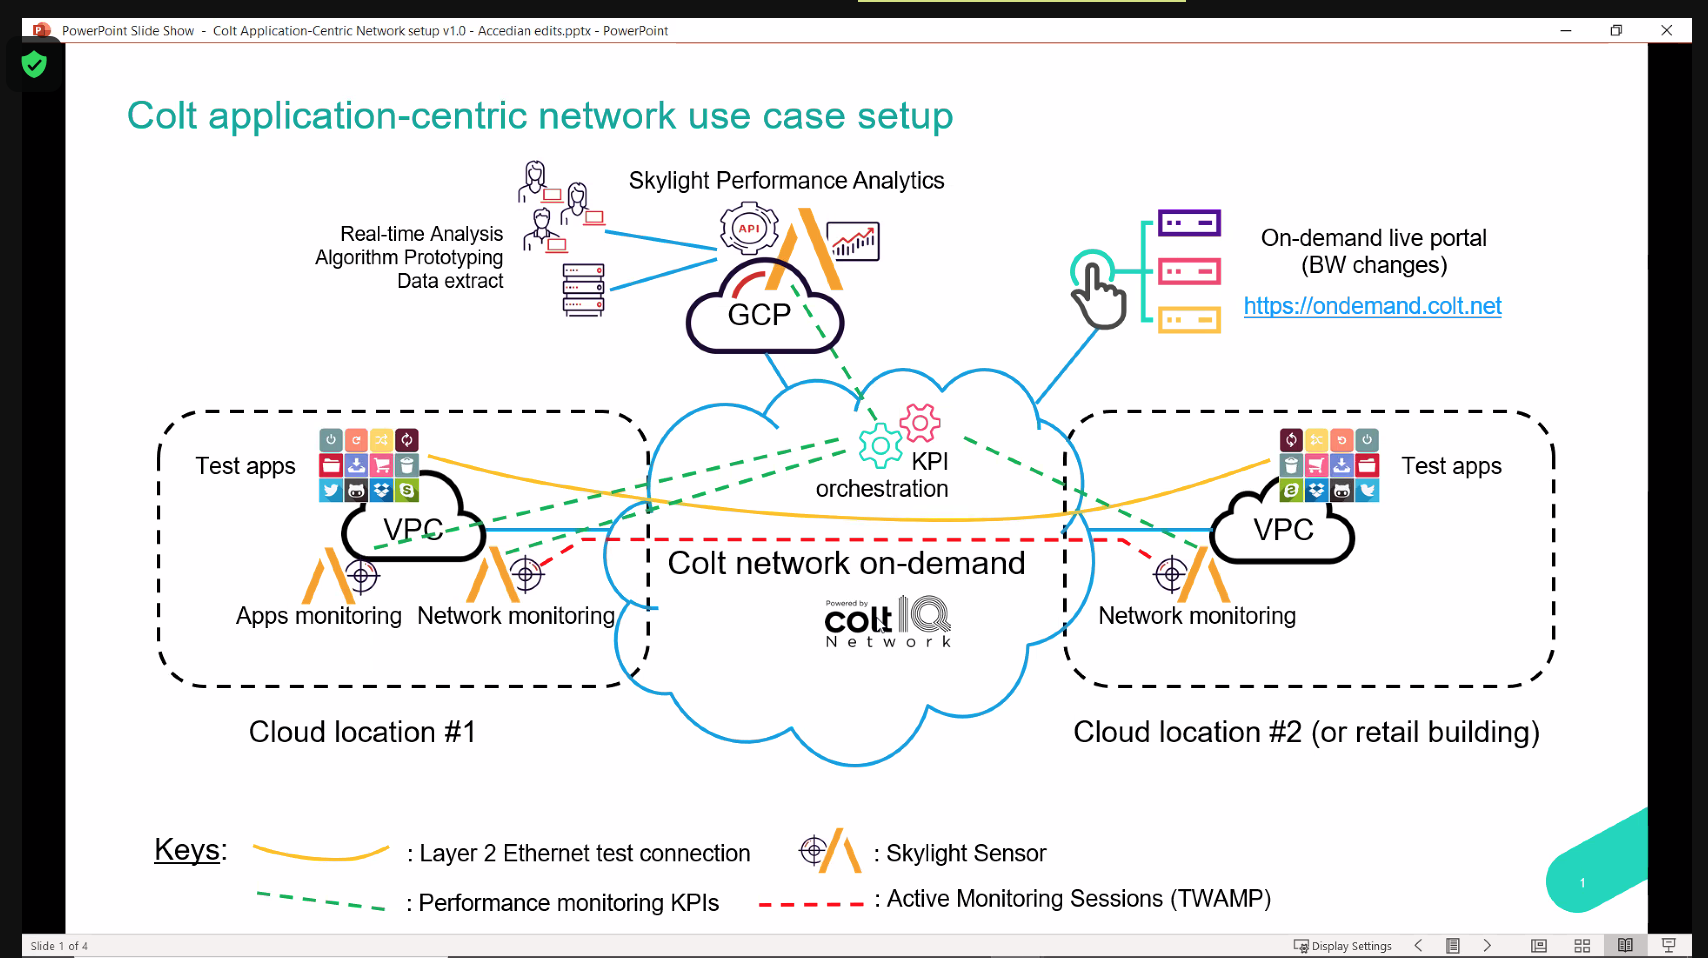 PowerPoint Slide Show - Colt Application-Centric Network setup v1.0 - Accedian edits.pptx - PowerPoint
Colt application-centric network use case setup
Skylight Performance Analytics
Real-time Analysis
Algorithm Prototyping
Data extract
API
GCP
On-demand live portal
(BW changes)
https://ondemand.colt.net
Test apps
VPC
Apps monitoring
Network monitoring
KPI
orchestration
Colt network on-demand
Powered by
colt IQ
Network
Test apps
VPC
Network monitoring
Cloud location #1
Cloud location #2 (or retail building)
Keys:
: Layer 2 Ethernet test connection
: Skylight Sensor
: Performance monitoring KPIs
: Active Monitoring Sessions (TWAMP)
1
Slide 1 of 4
Display Settings